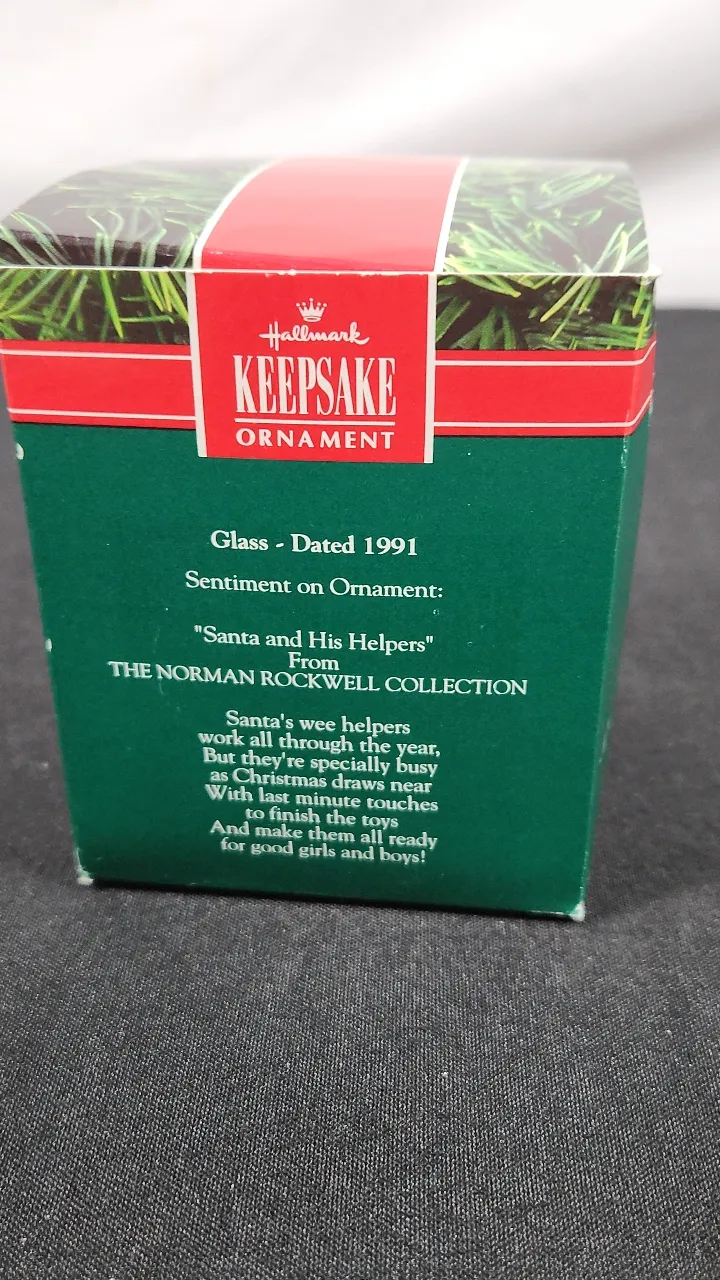 Hallmark
KEEPSAKE
ORNAMENT
Glass - Dated 1991
Sentiment on Ornament:
"Santa and His Helpers"
From
THE NORMAN ROCKWELL COLLECTION
Santa's wee helpers
work all through the year,
But they're specially busy
as Christmas draws near
With last minute touches
to finish the toys
And make them all ready
for good girls and boys!